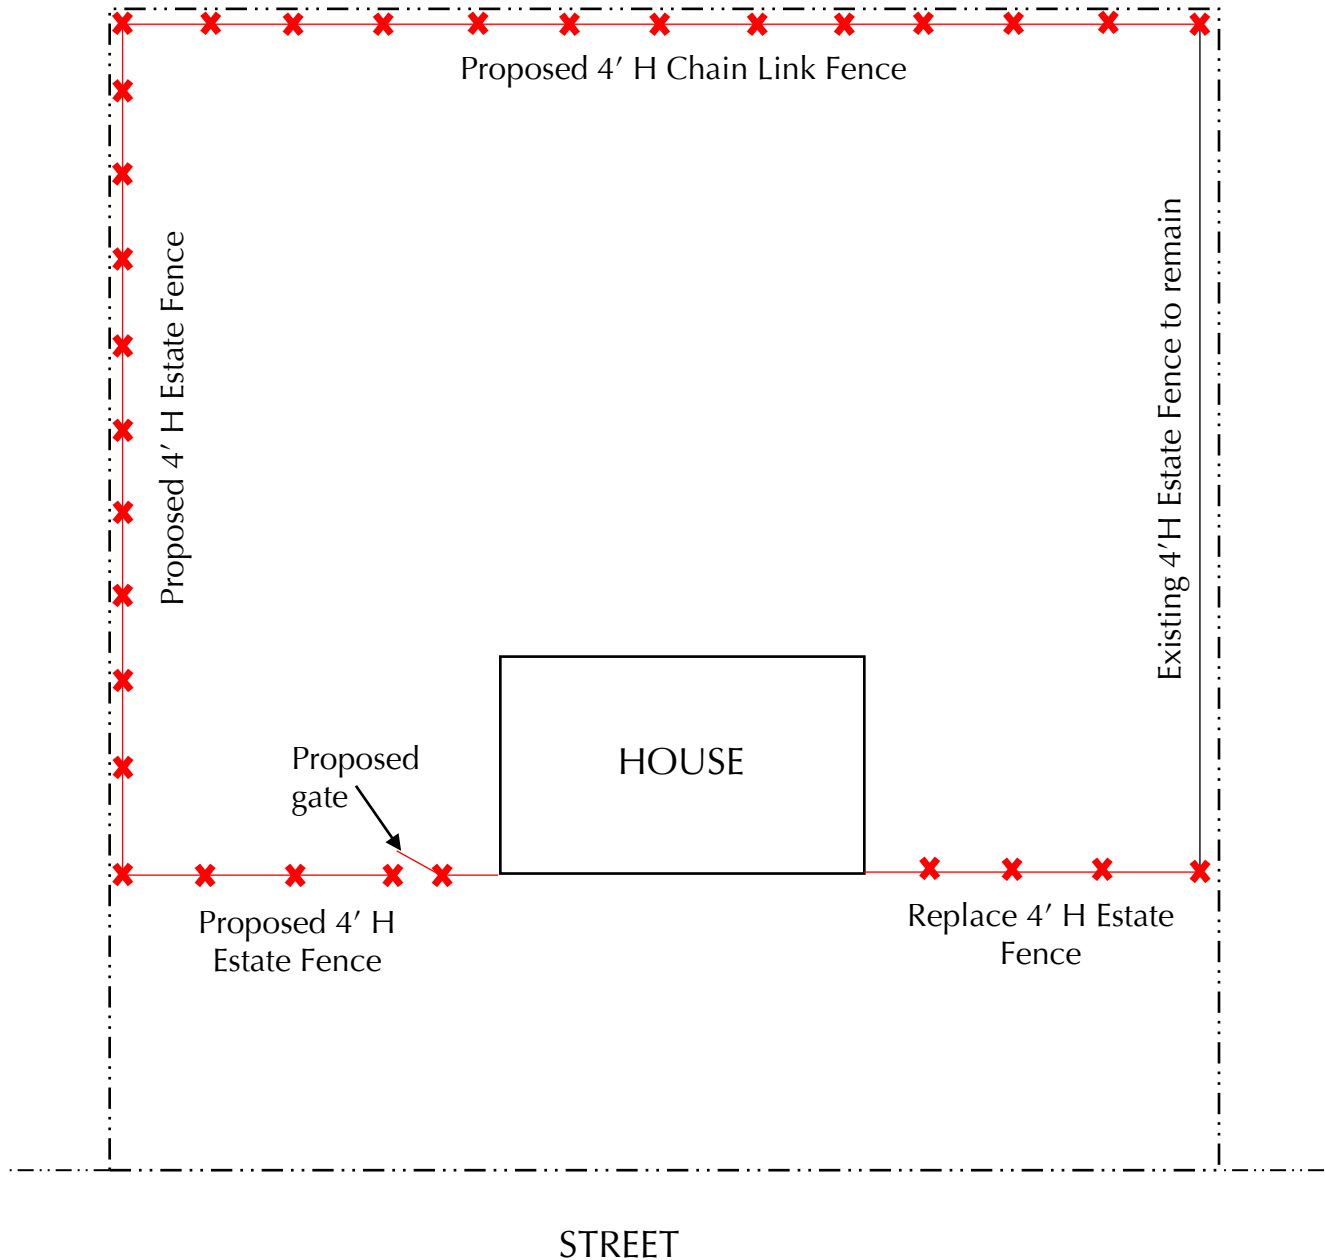 Proposed 4' H Chain Link Fence
Proposed 4' H Estate Fence
Existing 4'H Estate Fence to remain
Proposed
gate
HOUSE
Proposed 4' H
Estate Fence
Replace 4' H Estate
Fence
STREET